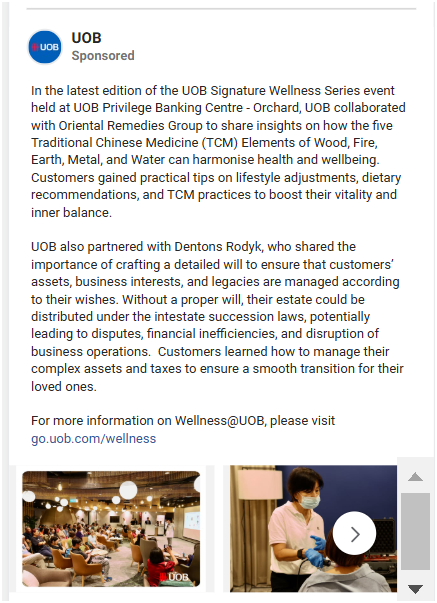 UOB
UOB
Sponsored
In the latest edition of the UOB Signature Wellness Series event
held at UOB Privilege Banking Centre - Orchard, UOB collaborated
with Oriental Remedies Group to share insights on how the five
Traditional Chinese Medicine (TCM) Elements of Wood, Fire,
Earth, Metal, and Water can harmonise health and wellbeing.
Customers gained practical tips on lifestyle adjustments, dietary
recommendations, and TCM practices to boost their vitality and
inner balance.
UOB also partnered with Dentons Rodyk, who shared the
importance of crafting a detailed will to ensure that customers’
assets, business interests, and legacies are managed according
to their wishes. Without a proper will, their estate could be
distributed under the intestate succession laws, potentially
leading to disputes, financial inefficiencies, and disruption of
business operations.  Customers learned how to manage their
complex assets and taxes to ensure a smooth transition for their
loved ones.
For more information on Wellness@UOB, please visit
go.uob.com/wellness
UOB